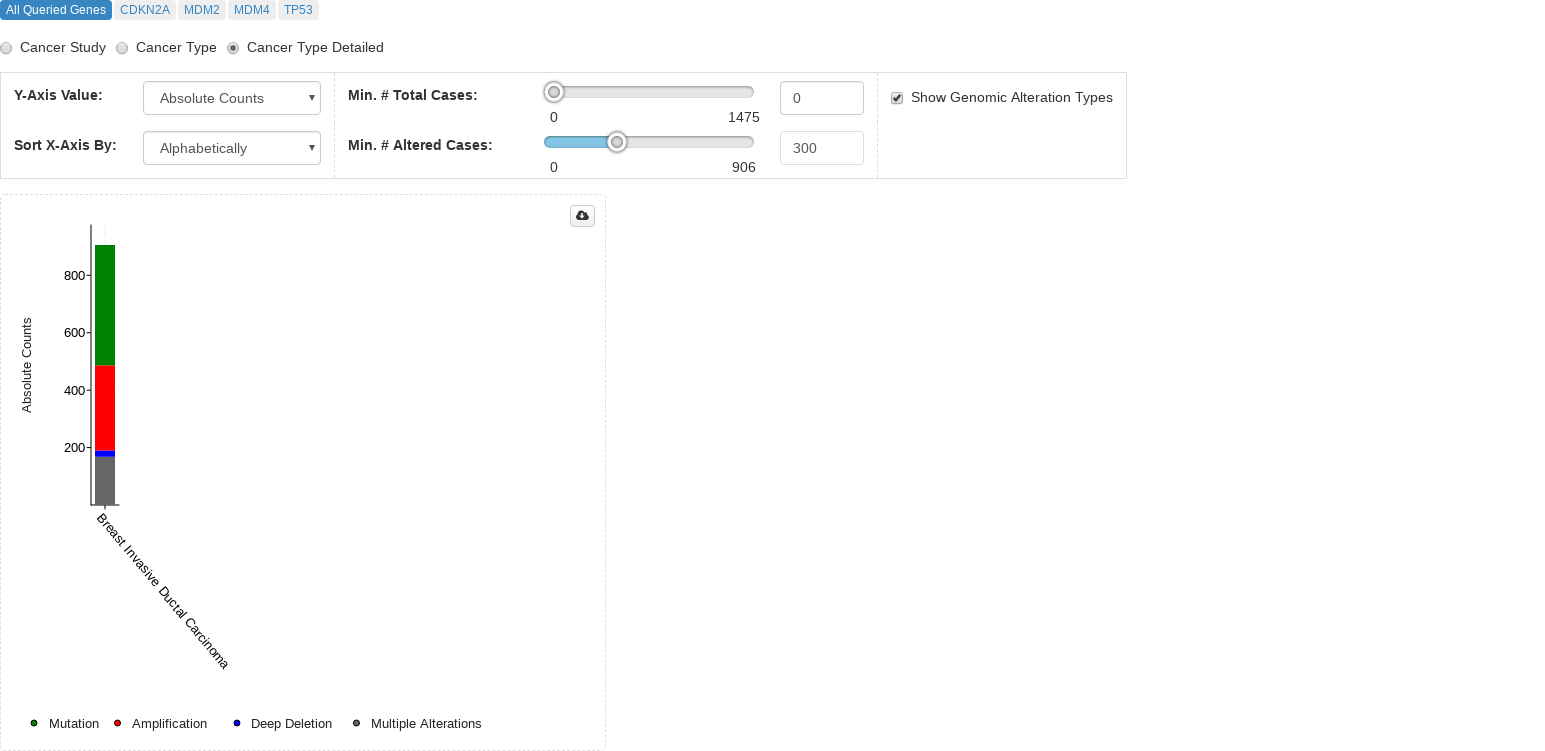 All Queried Genes CDKN2A MDM2 MDM4 TP53
Cancer Study Cancer Type Cancer Type Detailed
Y-Axis Value: Absolute Counts Min. # Total Cases: 0 Show Genomic Alteration Types
0 1475
Sort X-Axis By: Alphabetically Min. # Altered Cases: 300
0 906
800
600
400
200
Absolute Counts
Breast Invasive Ductal Carcinoma
Mutation Amplification Deep Deletion Multiple Alterations